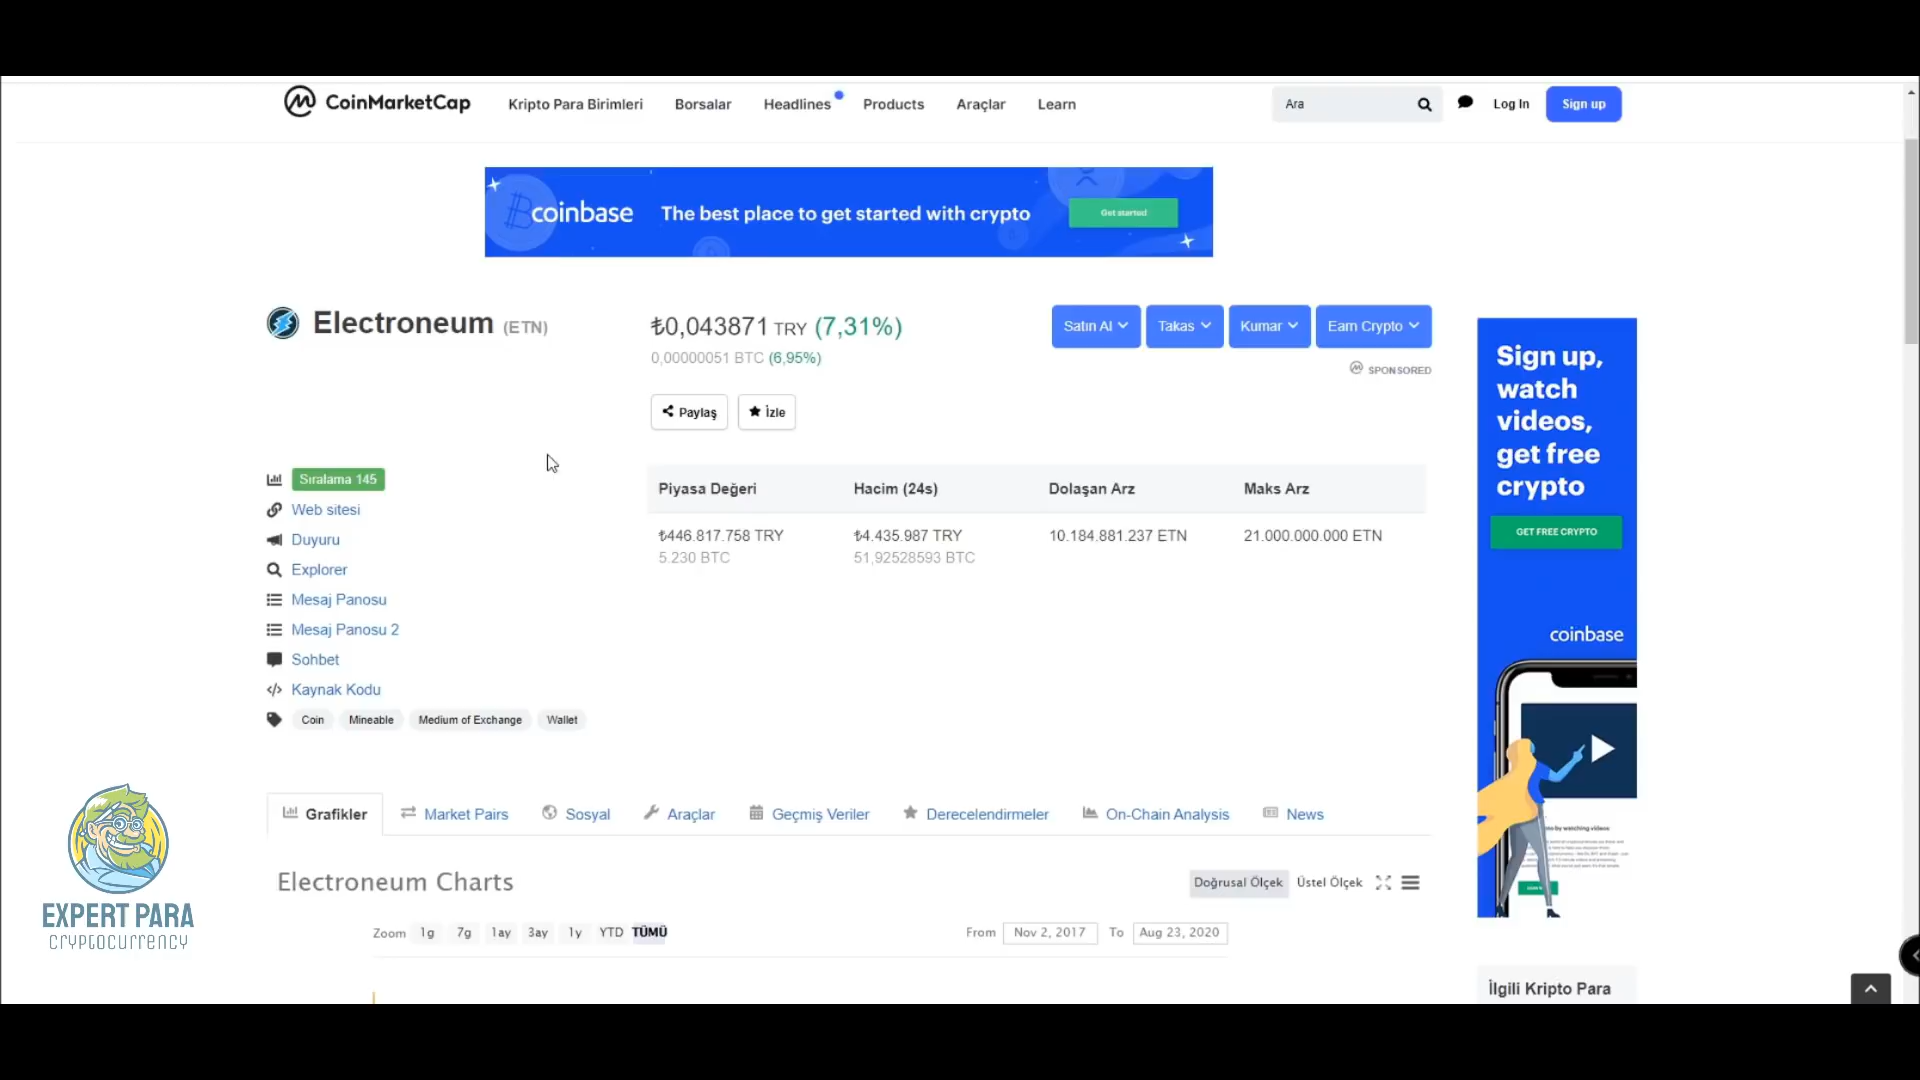 CoinMarketCap Kripto Para Birimleri Borsalar Headlines Products Araçlar Learn Ara Log In Sign up
coinbase The best place to get started with crypto Get started
Electroneum (ETN)
₺0,043871 TRY (7,31%)
0,00000051 BTC (6,95%)
Paylaş İzle
Satın Al Takas Kumar Earn Crypto
SPONSORED
Sıralama 145
Web sitesi
Duyuru
Explorer
Mesaj Panosu
Mesaj Panosu 2
Sohbet
Kaynak Kodu
Coin Mineable Medium of Exchange Wallet
Piyasa Değeri Hacim (24s) Dolaşan Arz Maks Arz
₺446.817.758 TRY ₺4.435.987 TRY 10.184.881.237 ETN 21.000.000.000 ETN
5.230 BTC 51,92528593 BTC
Sign up,
watch
videos,
get free
crypto
GET FREE CRYPTO
coinbase
Grafikler Market Pairs Sosyal Araçlar Geçmiş Veriler Derecelendirmeler On-Chain Analysis News
Electroneum Charts
Doğrusal Ölçek Üstel Ölçek
Zoom 1g 7g 1ay 3ay 1y YTD TÜMÜ
From Nov 2, 2017 To Aug 23, 2020
İlgili Kripto Para
EXPERT PARA
CRYPTOCURRENCY